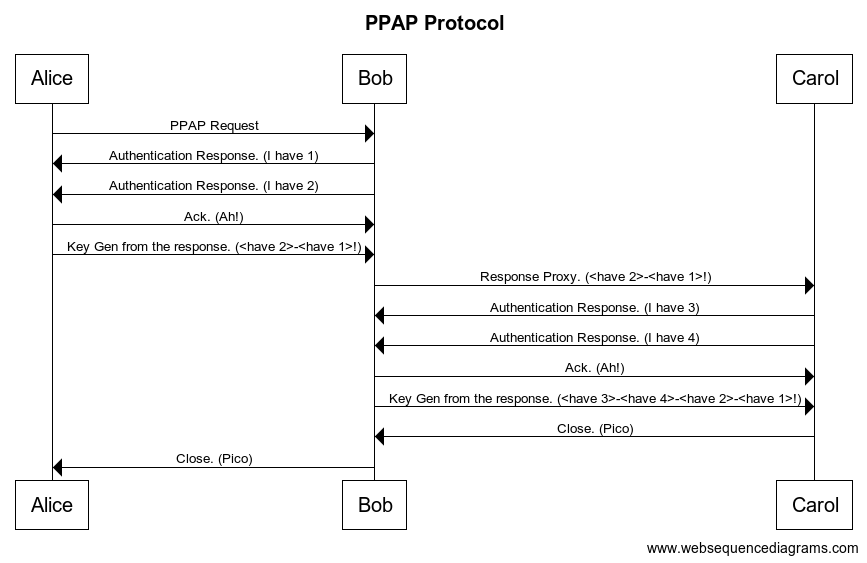 PPAP Protocol
Alice
Bob
Carol
PPAP Request
Authentication Response. (I have 1)
Authentication Response. (I have 2)
Ack. (Ah!)
Key Gen from the response. (<have 2>-<have 1>!)
Response Proxy. (<have 2>-<have 1>!)
Authentication Response. (I have 3)
Authentication Response. (I have 4)
Ack. (Ah!)
Key Gen from the response. (<have 3>-<have 4>-<have 2>-<have 1>!)
Close. (Pico)
Close. (Pico)
Alice
Bob
Carol
www.websequencediagrams.com